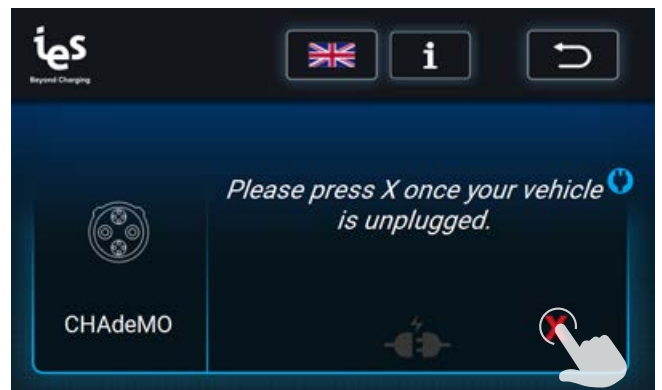 ies
Beyond Charging
i
Please press X once your vehicle
is unplugged.
CHAdeMO
X